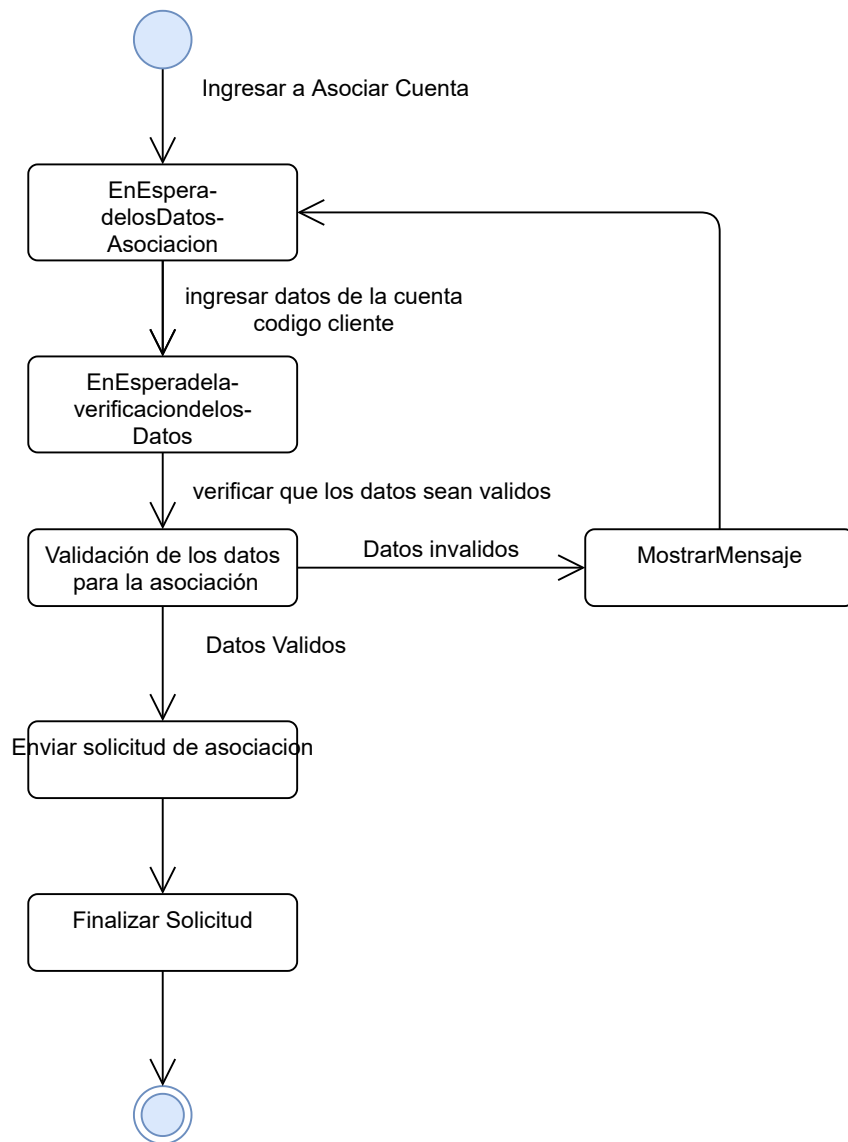 Ingresar a Asociar Cuenta
EnEspera-
delosDatos-
Asociacion
ingresar datos de la cuenta
codigo cliente
EnEsperadela-
verificaciondelos-
Datos
verificar que los datos sean validos
Validación de los datos
para la asociación
Datos invalidos
MostrarMensaje
Datos Validos
Enviar solicitud de asociacion
Finalizar Solicitud